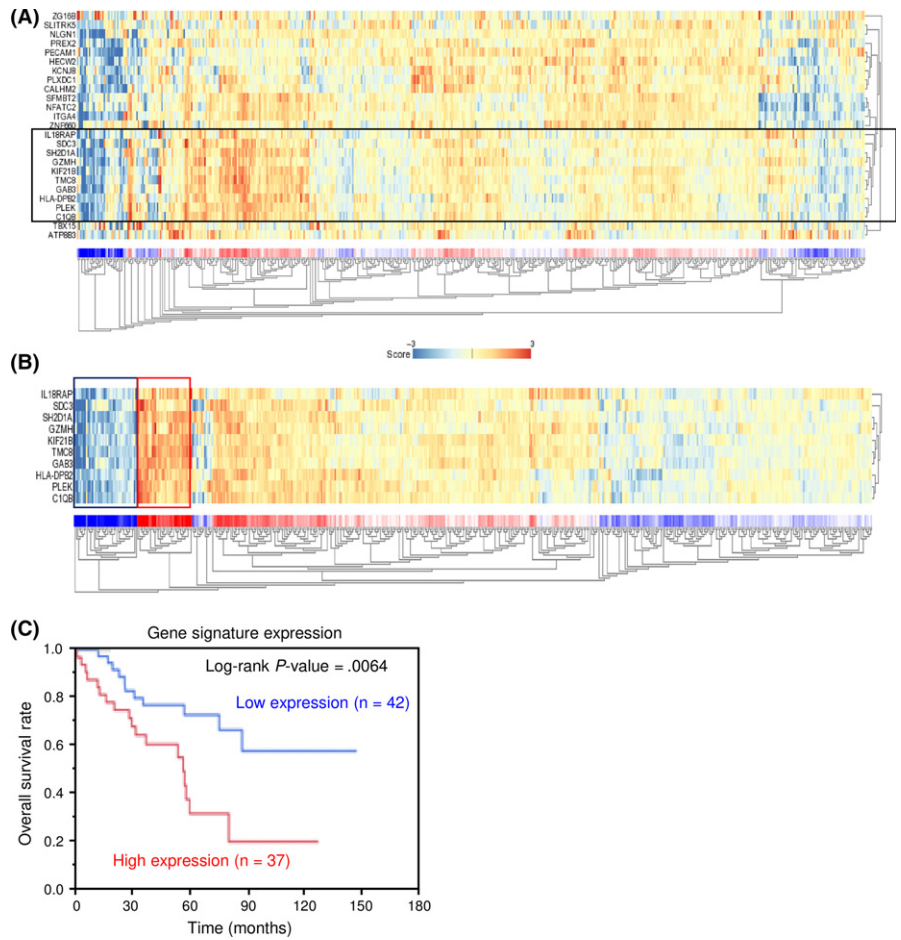 (A)
ZG16B
SLITRK5
NLGN1
PREX2
PECAM1
HECW2
KCNJ8
PLXDC1
CALHM2
SFMBT2
NFATC2
ITGA4
ZNF660
IL18RAP
SDC3
SH2D1A
GZMH
KIF21B
TMC8
GAB3
HLA-DPB2
PLEK
C1QB
TBX15
ATP8B3
Score -3 3
(B)
IL18RAP
SDC3
SH2D1A
GZMH
KIF21B
TMC8
GAB3
HLA-DPB2
PLEK
C1QB
(C)
Gene signature expression
Log-rank P-value = .0064
Low expression (n = 42)
High expression (n = 37)
Overall survival rate
1.0
0.8
0.6
0.4
0.2
0.0
0 30 60 90 120 150 180
Time (months)